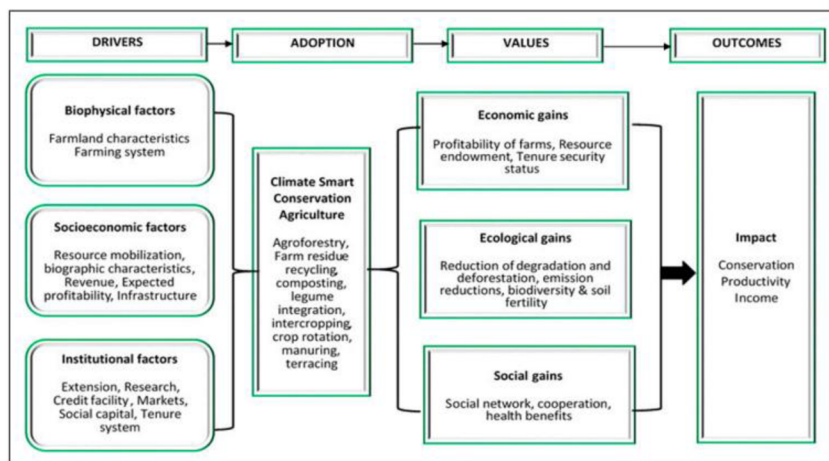 DRIVERS
ADOPTION
VALUES
OUTCOMES
Biophysical factors
Farmland characteristics
Farming system
Socioeconomic factors
Resource mobilization,
biographic characteristics,
Revenue, Expected
profitability, Infrastructure
Institutional factors
Extension, Research,
Credit facility, Markets,
Social capital, Tenure
system
Climate Smart
Conservation
Agriculture
Agroforestry,
Farm residue
recycling,
composting,
legume
integration,
intercropping,
crop rotation,
manuring,
terracing
Economic gains
Profitability of farms, Resource
endowment, Tenure security
status
Ecological gains
Reduction of degradation and
deforestation, emission
reductions, biodiversity & soil
fertility
Social gains
Social network, cooperation,
health benefits
Impact
Conservation
Productivity
Income